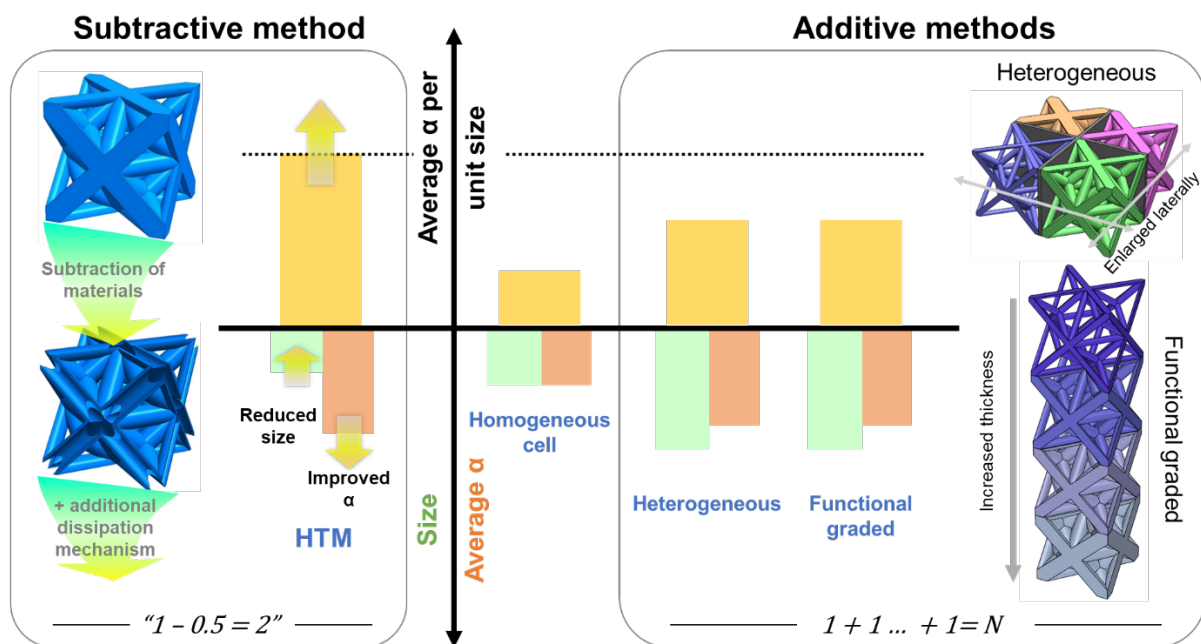 Subtractive method
Subtraction of
materials
+ additional
dissipation
mechanism
Reduced
size
Improved
α
HTM
“1 – 0.5 = 2”
Average α per
unit size
Size
Average α
Homogeneous
cell
Additive methods
Heterogeneous
Enlarged laterally
Increased thickness
Functional graded
Heterogeneous
Functional
graded
1 + 1 … + 1= N